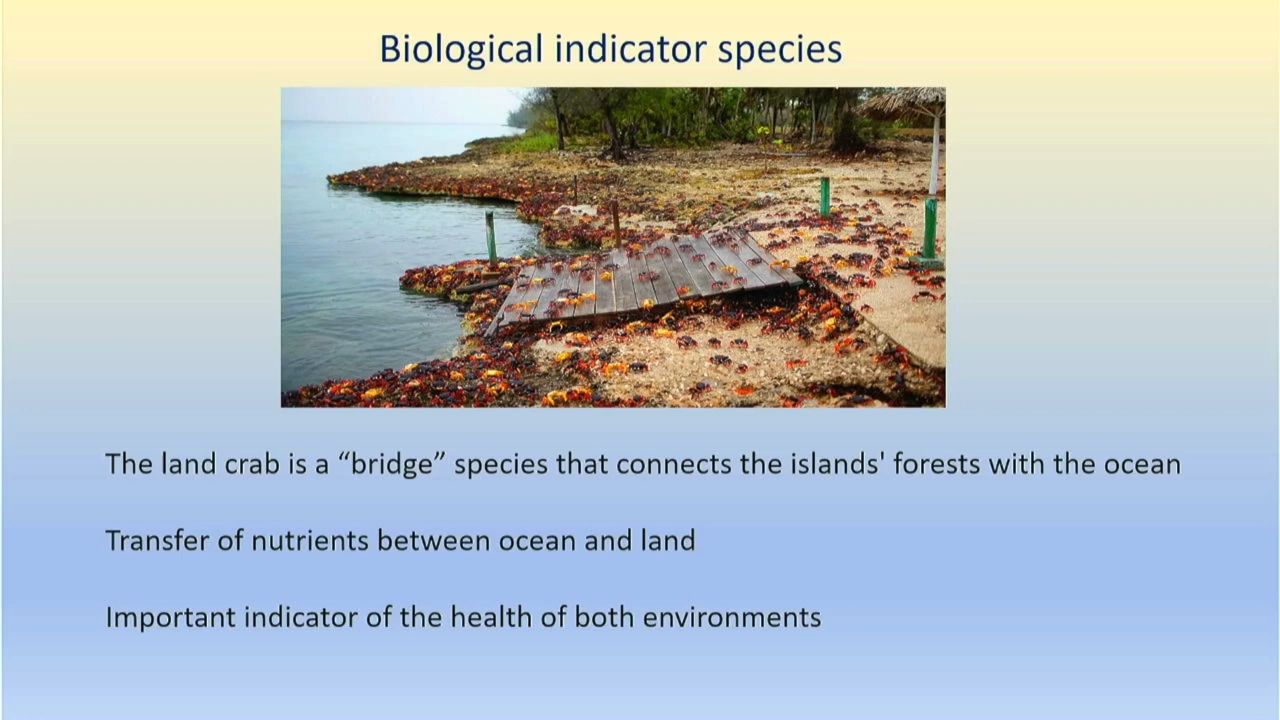 Biological indicator species
The land crab is a “bridge” species that connects the islands' forests with the ocean
Transfer of nutrients between ocean and land
Important indicator of the health of both environments